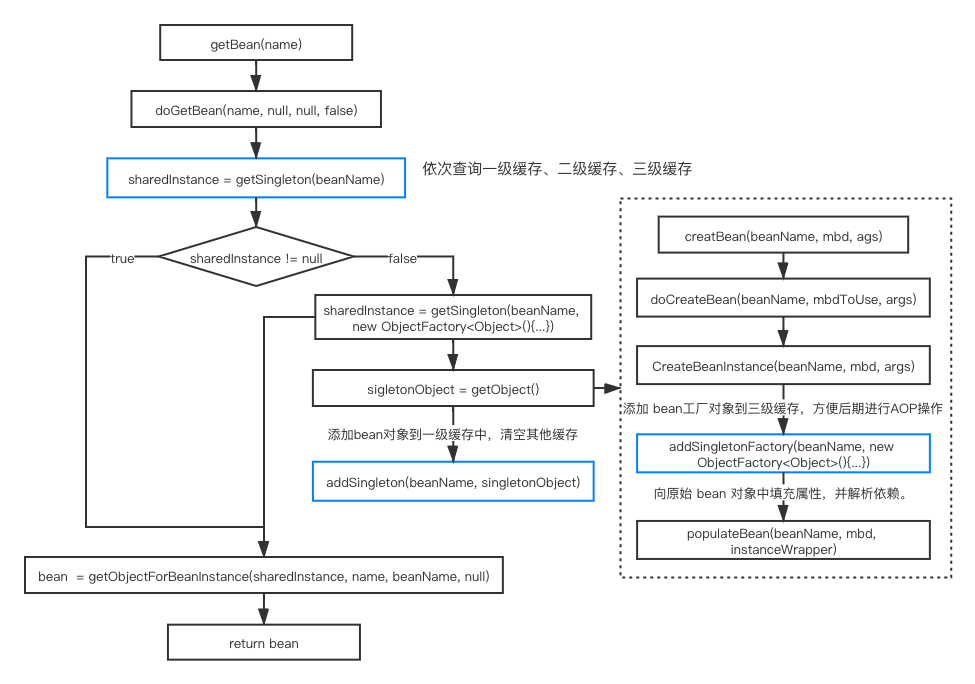 getBean(name)
doGetBean(name, null, null, false)
sharedInstance = getSingleton(beanName)
依次查询一级缓存、二级缓存、三级缓存
sharedInstance != null
true
false
sharedInstance = getSingleton(beanName,
new ObjectFactory<Object>(){...})
sigletonObject = getObject()
添加bean对象到一级缓存中，清空其他缓存
addSingleton(beanName, singletonObject)
creatBean(beanName, mbd, ags)
doCreateBean(beanName, mbdToUse, args)
CreateBeanInstance(beanName, mbd, args)
添加 bean工厂对象到三级缓存，方便后期进行AOP操作
addSingletonFactory(beanName, new
ObjectFactory<Object>(){...})
向原始 bean 对象中填充属性，并解析依赖。
populateBean(beanName, mbd,
instanceWrapper)
bean  = getObjectForBeanInstance(sharedInstance, name, beanName, null)
return bean